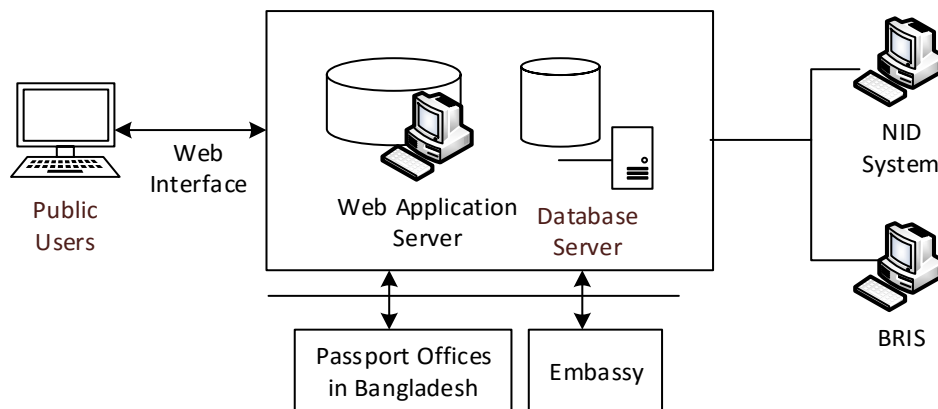 Public
Users
Web
Interface
Web Application
Server
Database
Server
NID
System
BRIS
Passport Offices
in Bangladesh
Embassy